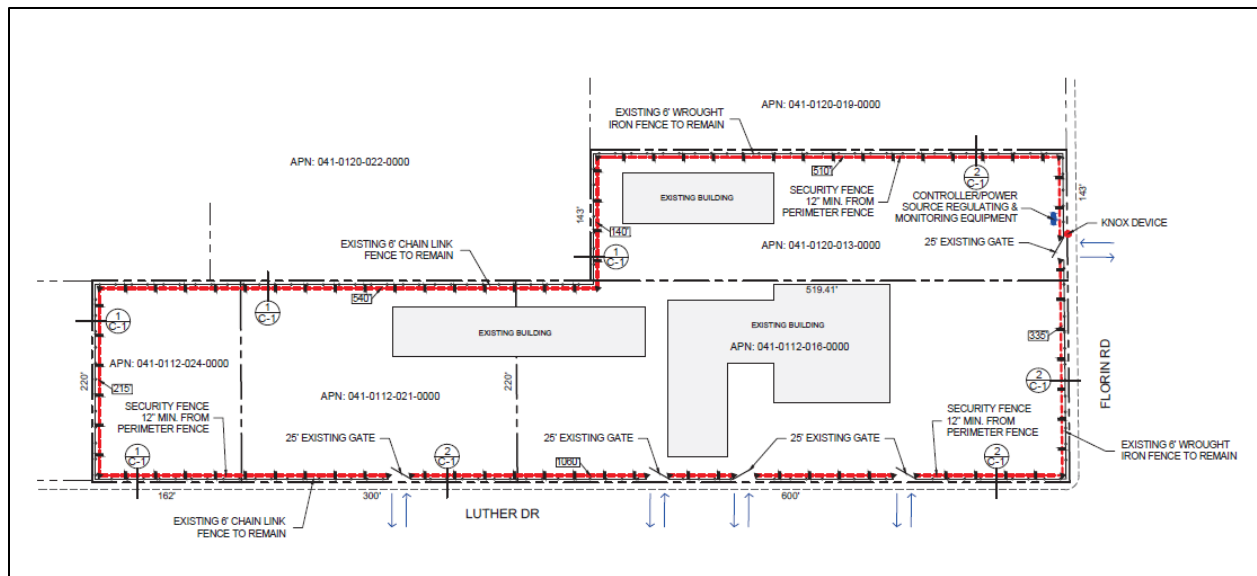 APN: 041-0120-019-0000
EXISTING 6' WROUGHT
IRON FENCE TO REMAIN
APN: 041-0120-022-0000
510'
2
C-1
EXISTING BUILDING
SECURITY FENCE
12" MIN. FROM
PERIMETER FENCE
CONTROLLER/POWER
SOURCE REGULATING &
MONITORING EQUIPMENT
143'
KNOX DEVICE
143'
140'
EXISTING 6' CHAIN LINK
FENCE TO REMAIN
APN: 041-0120-013-0000
25' EXISTING GATE
1
C-1
540'
519.41'
1
C-1
1
C-1
EXISTING BUILDING
EXISTING BUILDING
APN: 041-0112-016-0000
335'
FLORIN RD
APN: 041-0112-024-0000
220'
215'
APN: 041-0112-021-0000
220'
2
C-1
SECURITY FENCE
12" MIN. FROM
PERIMETER FENCE
25' EXISTING GATE
25' EXISTING GATE
25' EXISTING GATE
SECURITY FENCE
12" MIN. FROM
PERIMETER FENCE
EXISTING 6' WROUGHT
IRON FENCE TO REMAIN
1
C-1
2
C-1
1060'
2
C-1
162'
300'
600'
LUTHER DR
EXISTING 6' CHAIN LINK
FENCE TO REMAIN